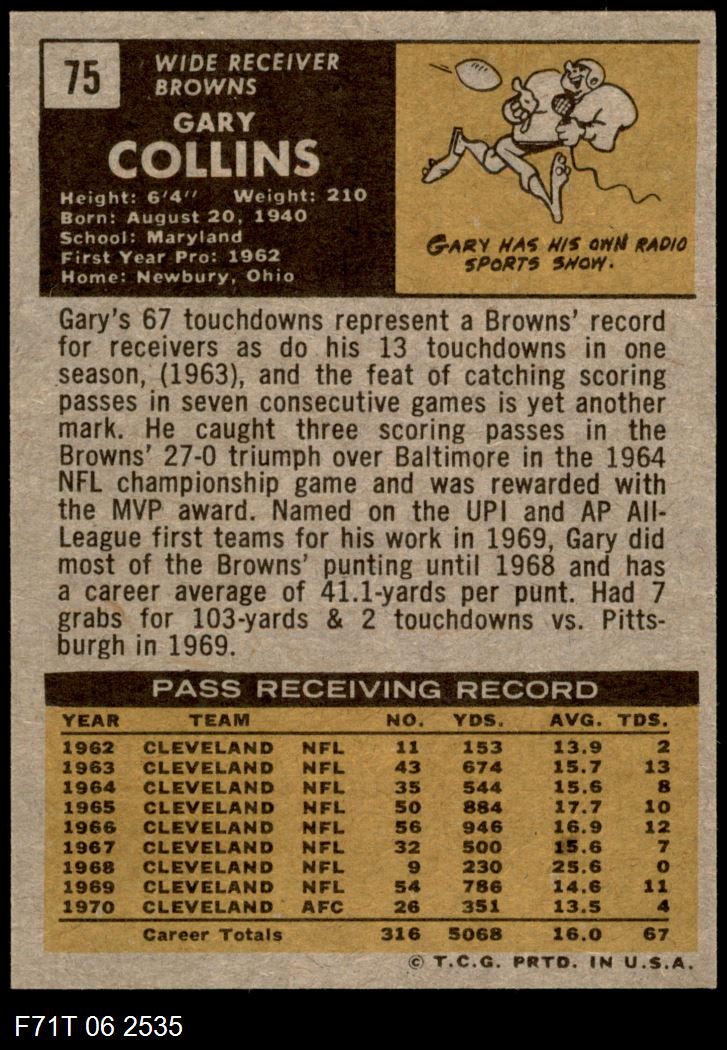 75
WIDE RECEIVER
BROWNS
GARY
COLLINS
Height: 6'4" Weight: 210
Born: August 20, 1940
School: Maryland
First Year Pro: 1962
Home: Newbury, Ohio
GARY HAS HIS OWN RADIO
SPORTS SHOW.
Gary's 67 touchdowns represent a Browns' record
for receivers as do his 13 touchdowns in one
season, (1963), and the feat of catching scoring
passes in seven consecutive games is yet another
mark. He caught three scoring passes in the
Browns' 27-0 triumph over Baltimore in the 1964
NFL championship game and was rewarded with
the MVP award. Named on the UPI and AP All-
League first teams for his work in 1969, Gary did
most of the Browns' punting until 1968 and has
a career average of 41.1-yards per punt. Had 7
grabs for 103-yards & 2 touchdowns vs. Pitts-
burgh in 1969.
PASS RECEIVING RECORD
YEAR TEAM NO. YDS. AVG. TDS.
1962 CLEVELAND NFL 11 153 13.9 2
1963 CLEVELAND NFL 43 674 15.7 13
1964 CLEVELAND NFL 35 544 15.6 8
1965 CLEVELAND NFL 50 884 17.7 10
1966 CLEVELAND NFL 56 946 16.9 12
1967 CLEVELAND NFL 32 500 15.6 7
1968 CLEVELAND NFL 9 230 25.6 0
1969 CLEVELAND NFL 54 786 14.6 11
1970 CLEVELAND AFC 26 351 13.5 4
Career Totals 316 5068 16.0 67
© T.C.G. PRTD. IN U.S.A.
F71T 06 2535